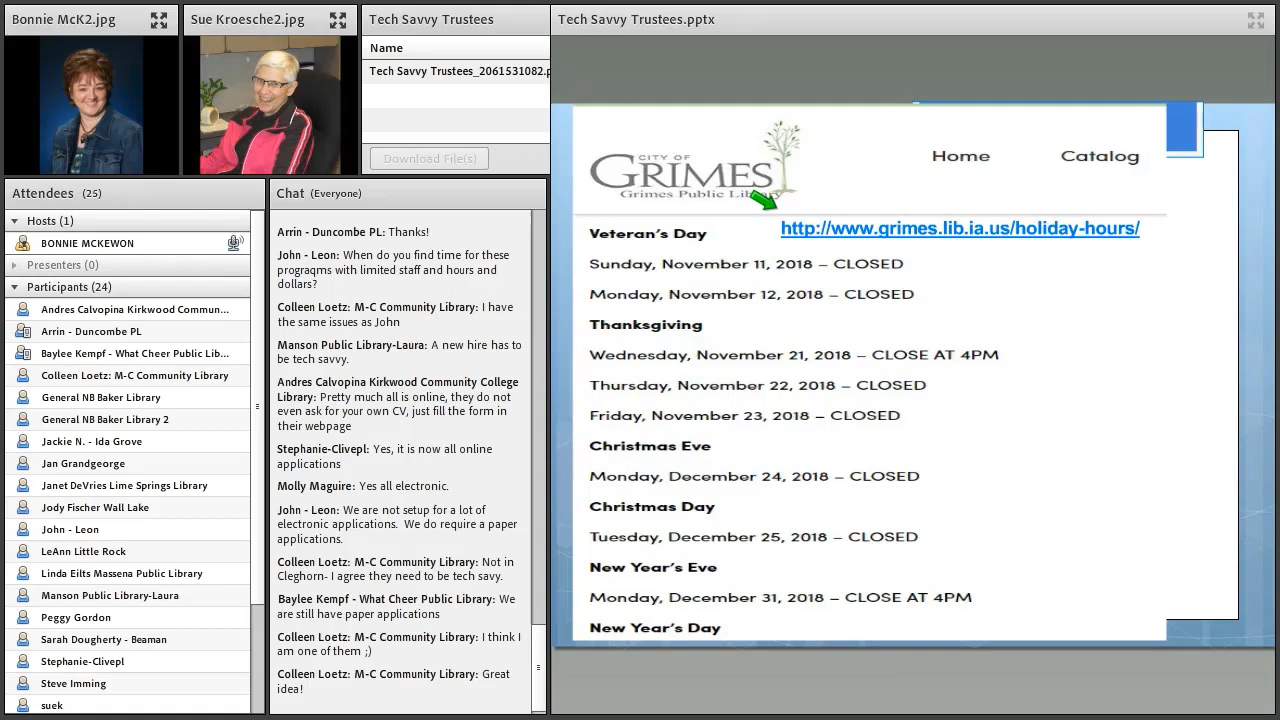 Bonnie McK2.jpg
Sue Kroesche2.jpg
Tech Savvy Trustees
Name
Tech Savvy Trustees_2061531082.p
Download File(s)
Attendees (25)
Hosts (1)
BONNIE MCKEWON
Presenters (0)
Participants (24)
Andres Calvopina Kirkwood Commun...
Arrin - Duncombe PL
Baylee Kempf - What Cheer Public Lib...
Colleen Loetz: M-C Community Library
General NB Baker Library
General NB Baker Library 2
Jackie N. - Ida Grove
Jan Grandgeorge
Janet DeVries Lime Springs Library
Jody Fischer Wall Lake
John - Leon
LeAnn Little Rock
Linda Eilts Massena Public Library
Manson Public Library-Laura
Peggy Gordon
Sarah Dougherty - Beaman
Stephanie-Clivepl
Steve Imming
suek
Chat (Everyone)
Arrin - Duncombe PL: Thanks!
John - Leon: When do you find time for these
prograqms with limited staff and hours and
dollars?
Colleen Loetz: M-C Community Library: I have
the same issues as John
Manson Public Library-Laura: A new hire has to
be tech savvy.
Andres Calvopina Kirkwood Community College
Library: Pretty much all is online, they do not
even ask for your own CV, just fill the form in
their webpage
Stephanie-Clivepl: Yes, it is now all online
applications
Molly Maguire: Yes all electronic.
John - Leon: We are not setup for a lot of
electronic applications.  We do require a paper
applications.
Colleen Loetz: M-C Community Library: Not in
Cleghorn- I agree they need to be tech savy.
Baylee Kempf - What Cheer Public Library: We
are still have paper applications
Colleen Loetz: M-C Community Library: I think I
am one of them ;)
Colleen Loetz: M-C Community Library: Great
idea!
Tech Savvy Trustees.pptx
CITY OF
GRIMES
Grimes Public Library
Home
Catalog
http://www.grimes.lib.ia.us/holiday-hours/
Veteran's Day
Sunday, November 11, 2018 – CLOSED
Monday, November 12, 2018 – CLOSED
Thanksgiving
Wednesday, November 21, 2018 – CLOSE AT 4PM
Thursday, November 22, 2018 – CLOSED
Friday, November 23, 2018 – CLOSED
Christmas Eve
Monday, December 24, 2018 – CLOSED
Christmas Day
Tuesday, December 25, 2018 – CLOSED
New Year's Eve
Monday, December 31, 2018 – CLOSE AT 4PM
New Year's Day